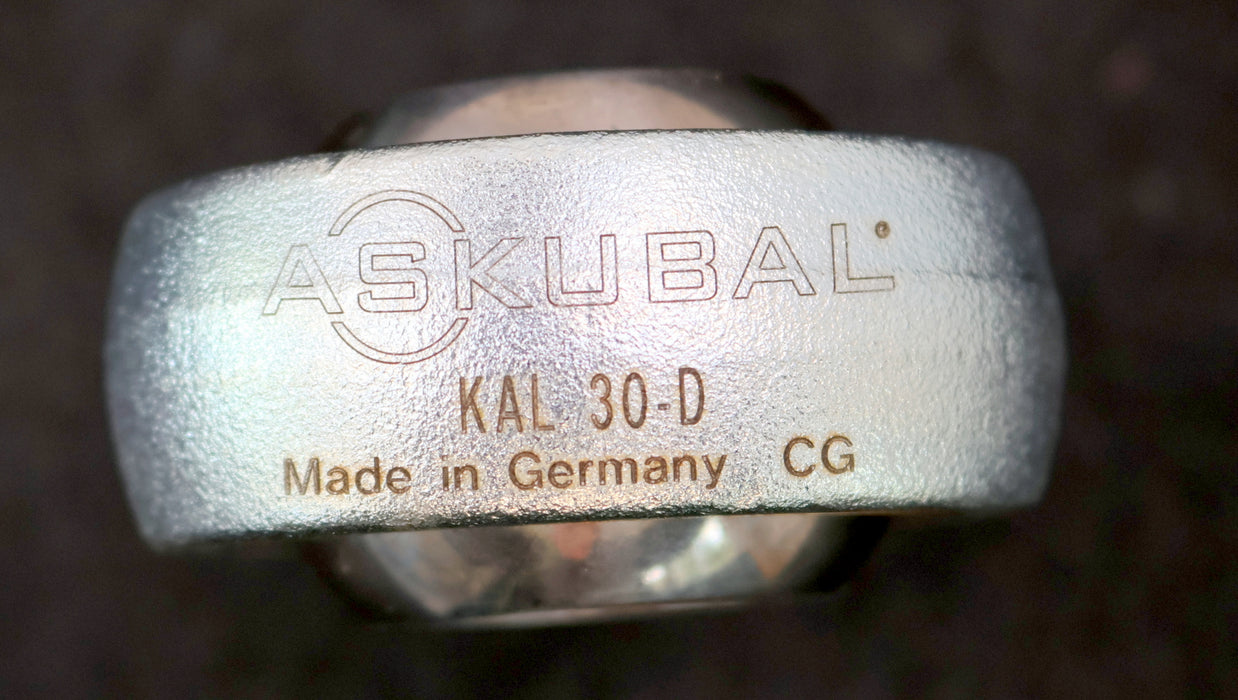 ASKUBAL®
KAL 30-D
Made in Germany CG